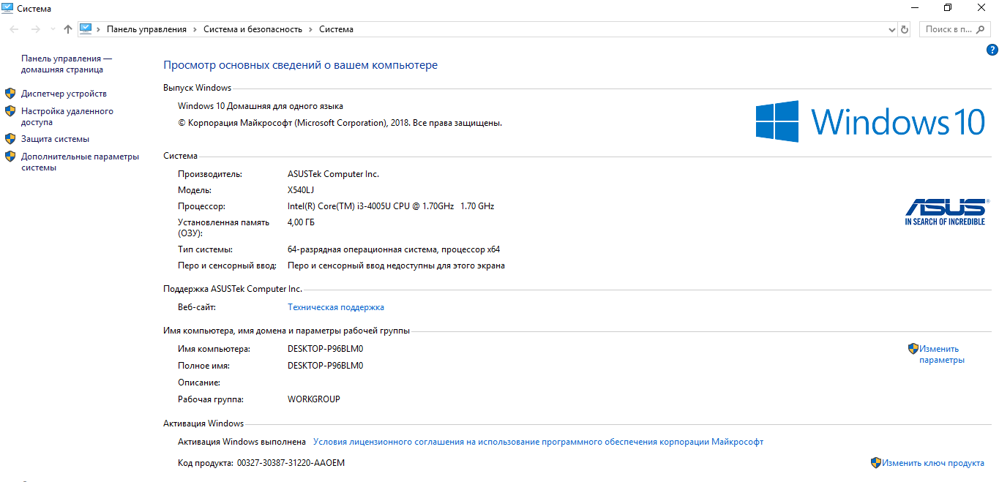 Система
Панель управления › Система и безопасность › Система
Поиск в п...
Панель управления —
домашняя страница
Диспетчер устройств
Настройка удаленного
доступа
Защита системы
Дополнительные параметры
системы
?
Просмотр основных сведений о вашем компьютере
Выпуск Windows
Windows 10 Домашняя для одного языка
© Корпорация Майкрософт (Microsoft Corporation), 2018. Все права защищены.
Windows 10
Система
Производитель: ASUSTek Computer Inc.
Модель: X540LJ
Процессор: Intel(R) Core(TM) i3-4005U CPU @ 1.70GHz 1.70 GHz
Установленная память
(ОЗУ): 4,00 ГБ
Тип системы: 64-разрядная операционная система, процессор x64
Перо и сенсорный ввод: Перо и сенсорный ввод недоступны для этого экрана
ASUS®
IN SEARCH OF INCREDIBLE
Поддержка ASUSTek Computer Inc.
Веб-сайт: Техническая поддержка
Имя компьютера, имя домена и параметры рабочей группы
Имя компьютера: DESKTOP-P96BLM0
Полное имя: DESKTOP-P96BLM0
Описание:
Рабочая группа: WORKGROUP
Изменить
параметры
Активация Windows
Активация Windows выполнена Условия лицензионного соглашения на использование программного обеспечения корпорации Майкрософт
Код продукта: 00327-30387-31220-AAOEM
Изменить ключ продукта